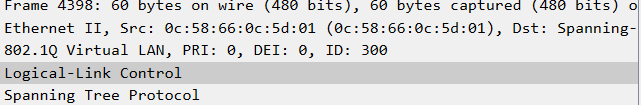 Frame 4398: 60 bytes on wire (480 bits), 60 bytes captured (480 bits) o
Ethernet II, Src: 0c:58:66:0c:5d:01 (0c:58:66:0c:5d:01), Dst: Spanning-
802.1Q Virtual LAN, PRI: 0, DEI: 0, ID: 300
Logical-Link Control
Spanning Tree Protocol